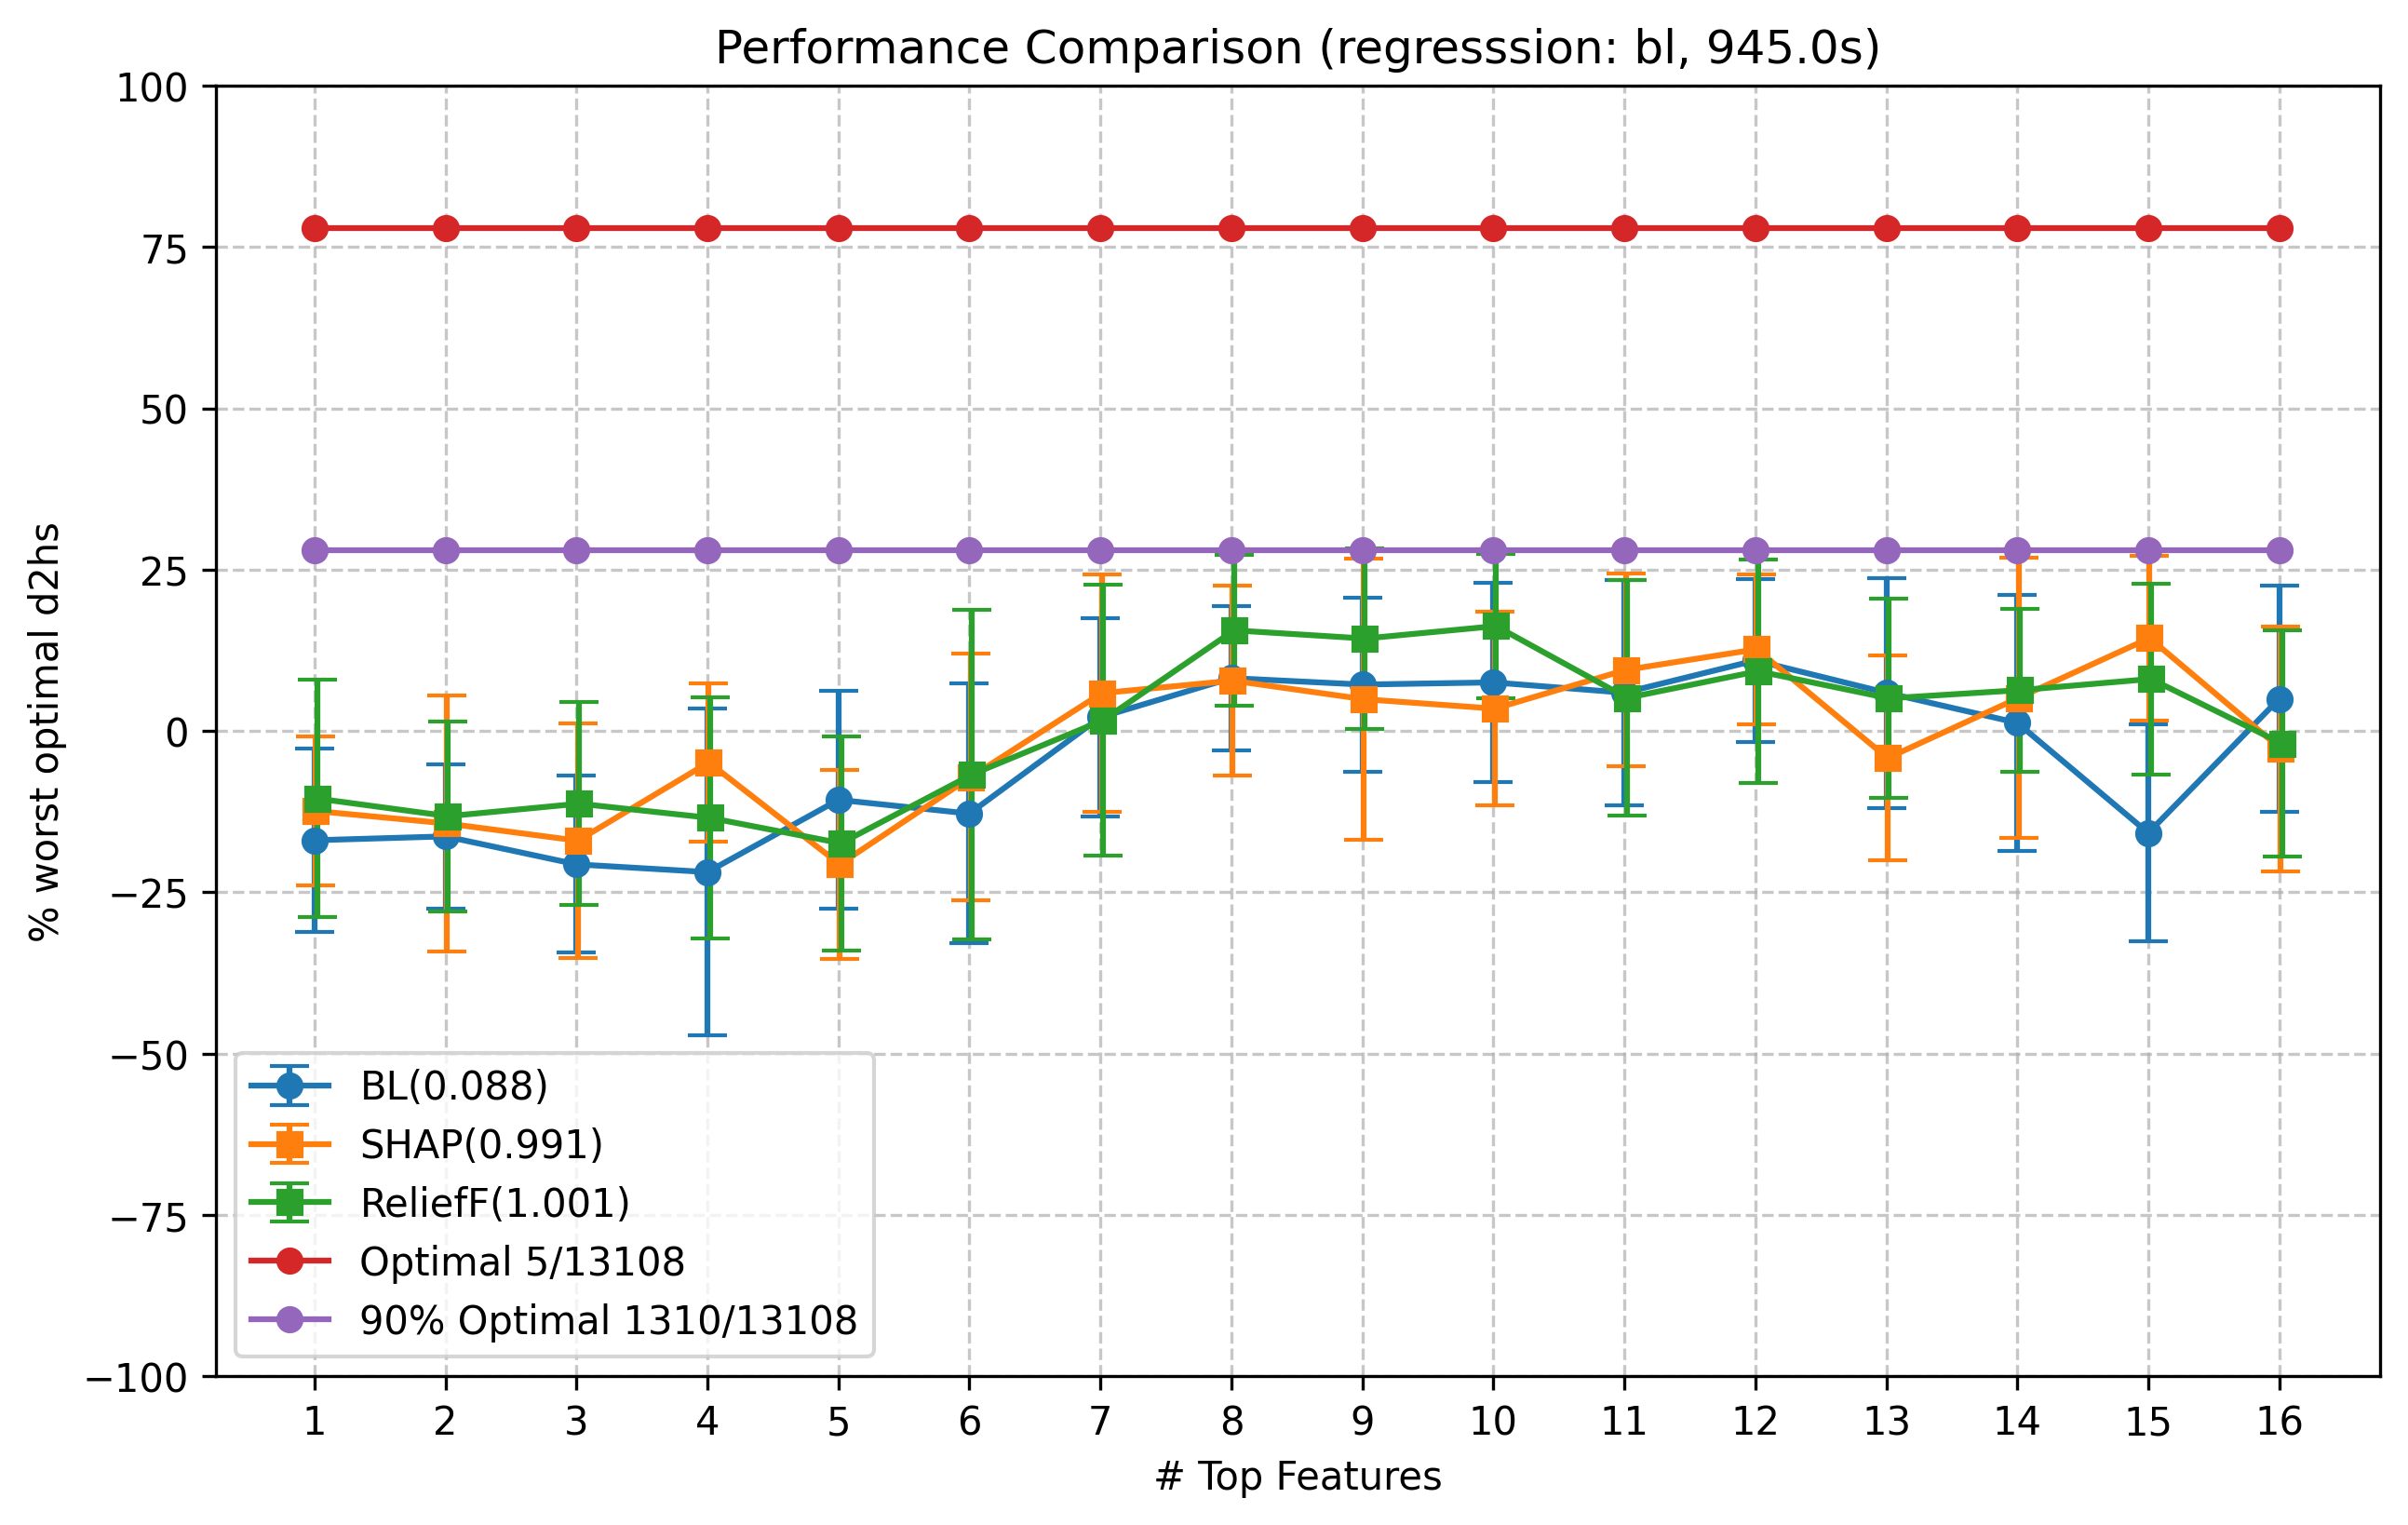 Performance Comparison (regresssion: bl, 945.0s)
% worst optimal d2hs
100
75
50
25
0
−25
−50
−75
−100
BL(0.088)
SHAP(0.991)
ReliefF(1.001)
Optimal 5/13108
90% Optimal 1310/13108
1 2 3 4 5 6 7 8 9 10 11 12 13 14 15 16
# Top Features